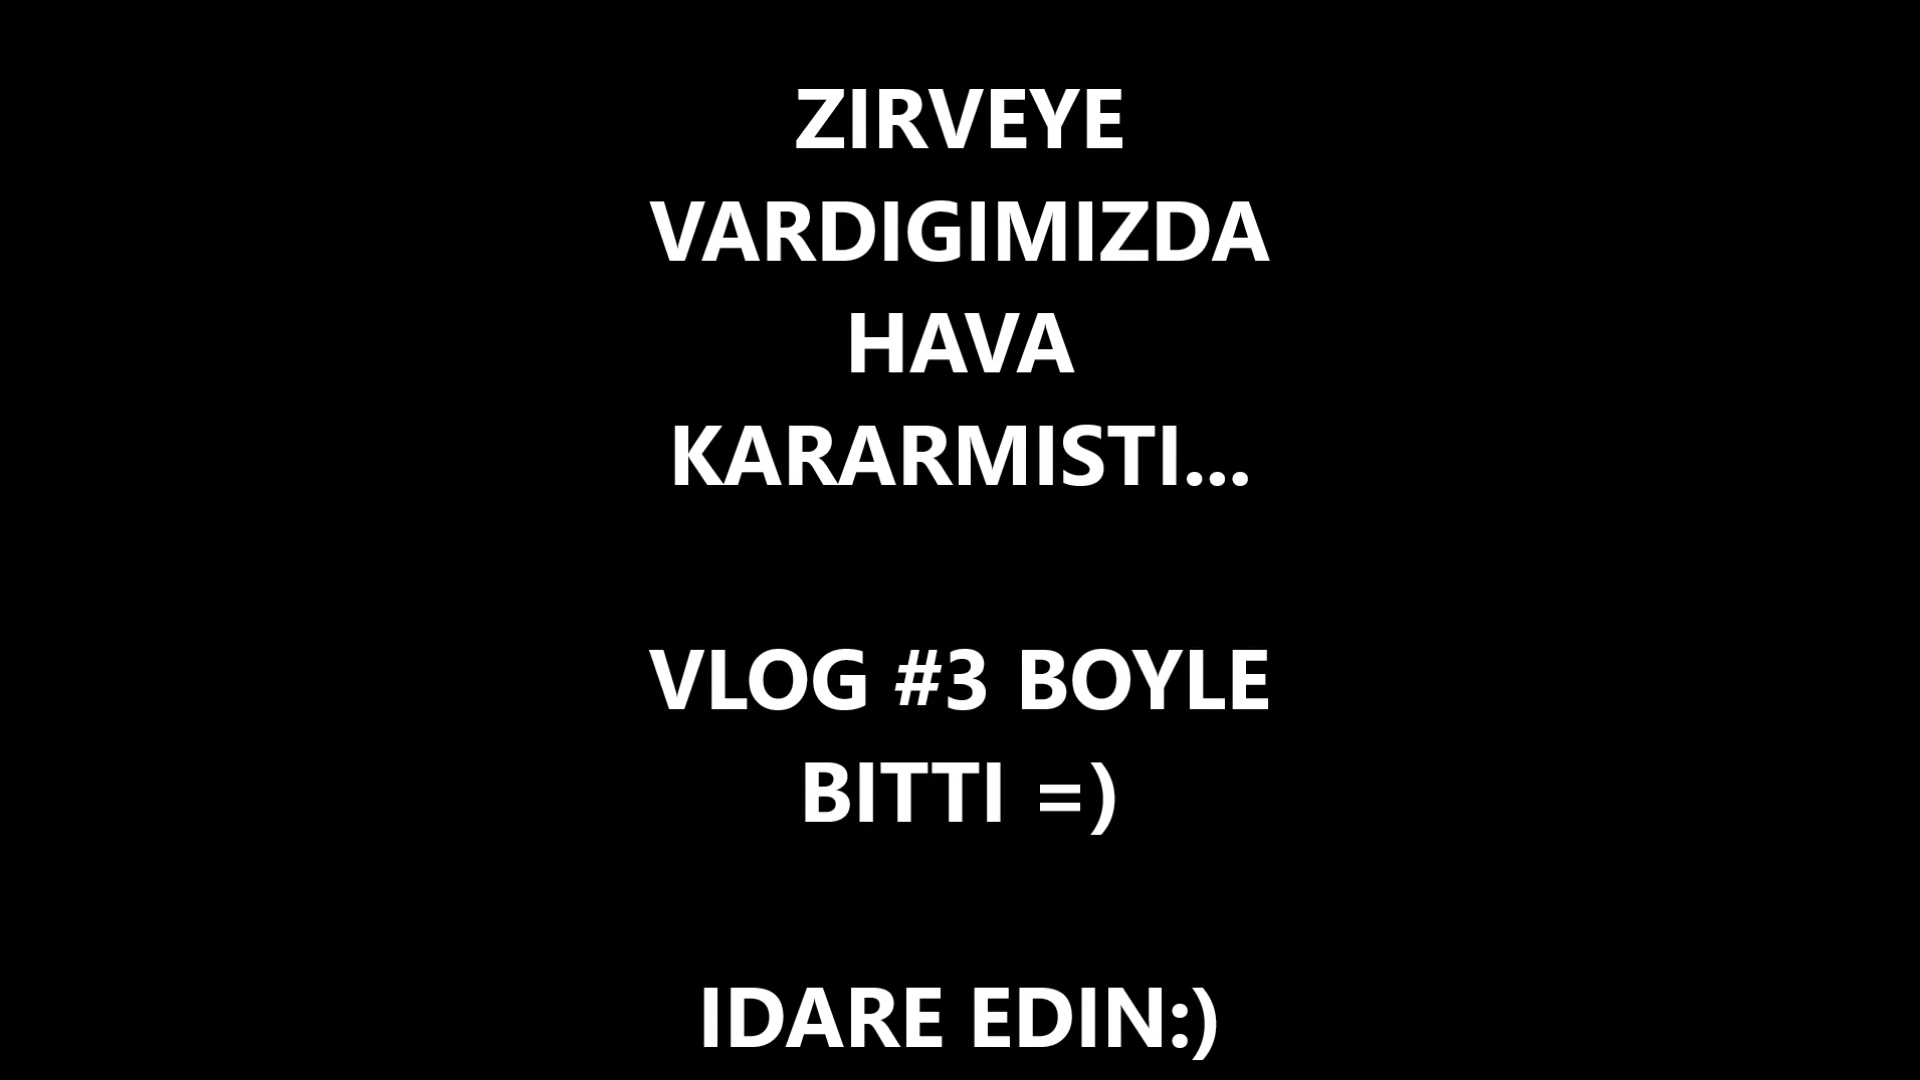 ZIRVEYE
VARDIGIMIZDA
HAVA
KARARMISTI...
VLOG #3 BOYLE
BITTI =)
IDARE EDIN:)